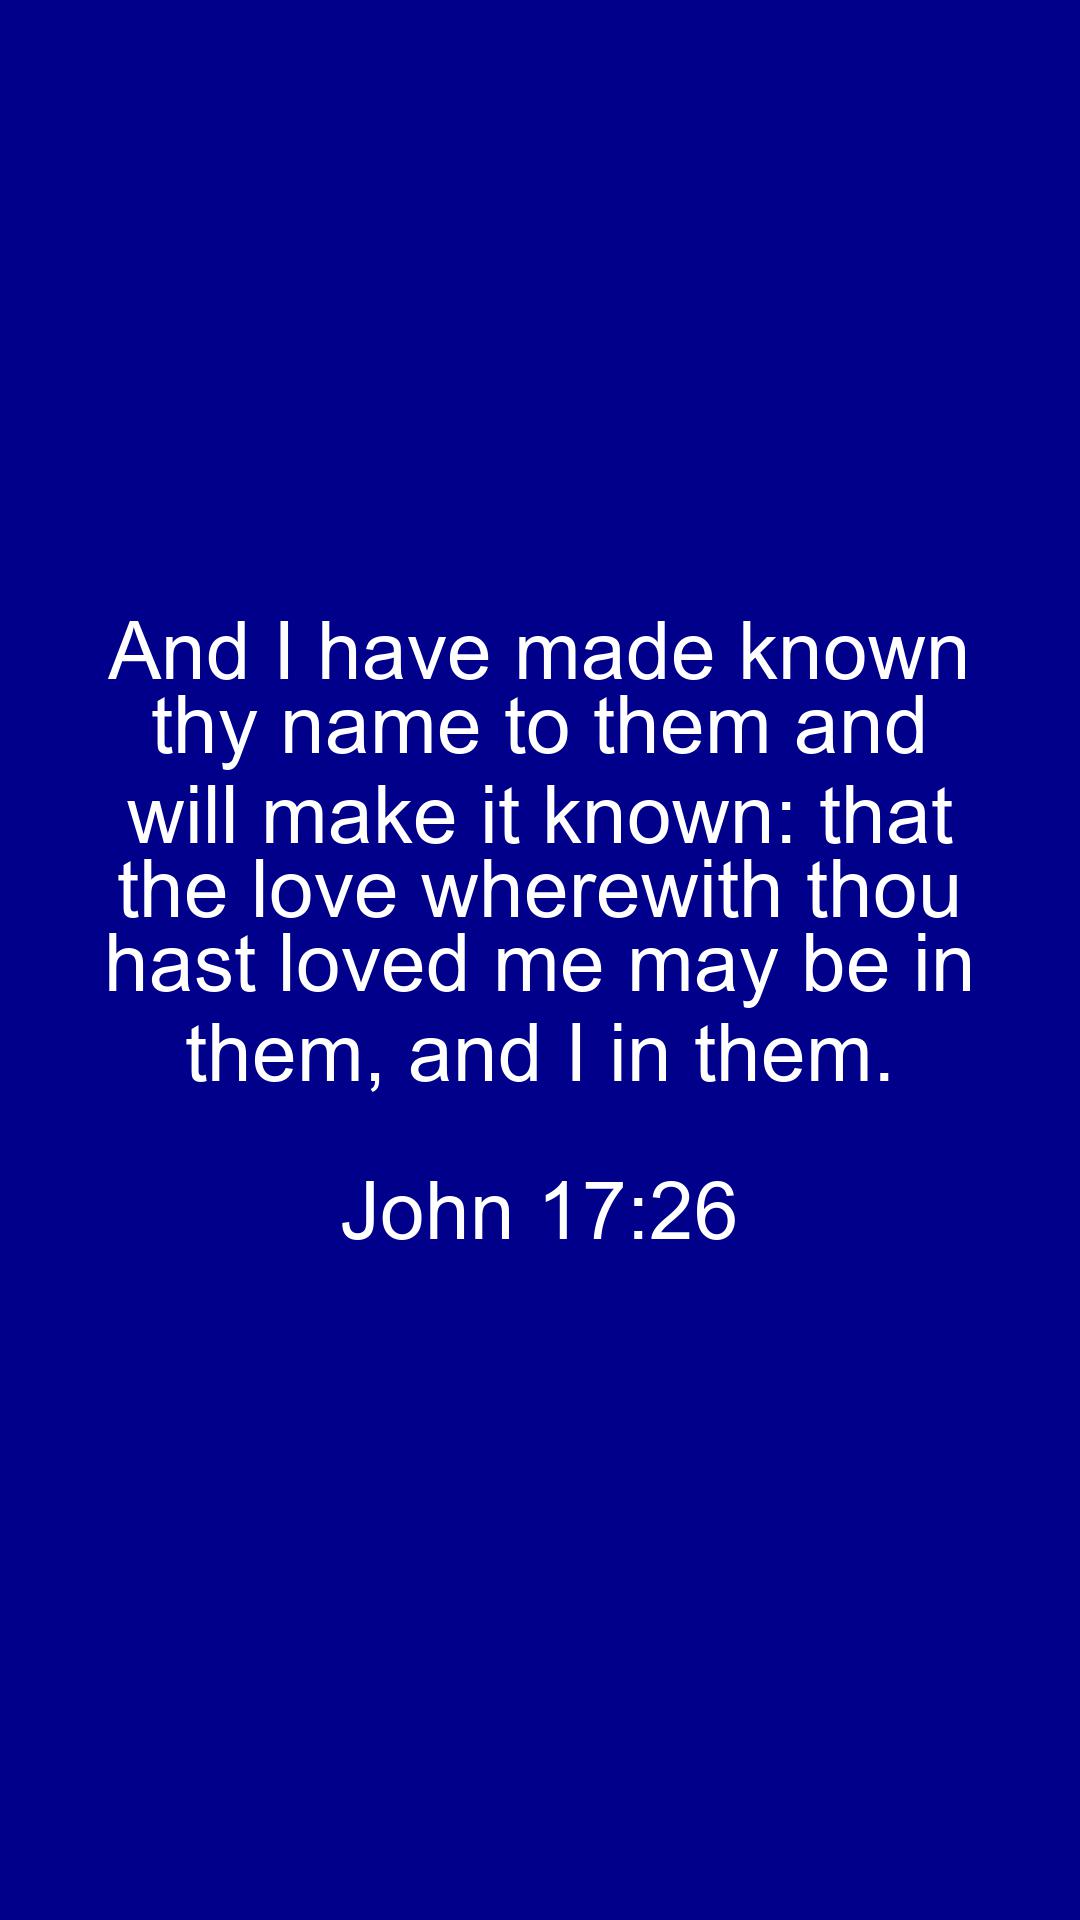 And I have made known
thy name to them and
will make it known: that
the love wherewith thou
hast loved me may be in
them, and I in them.
John 17:26